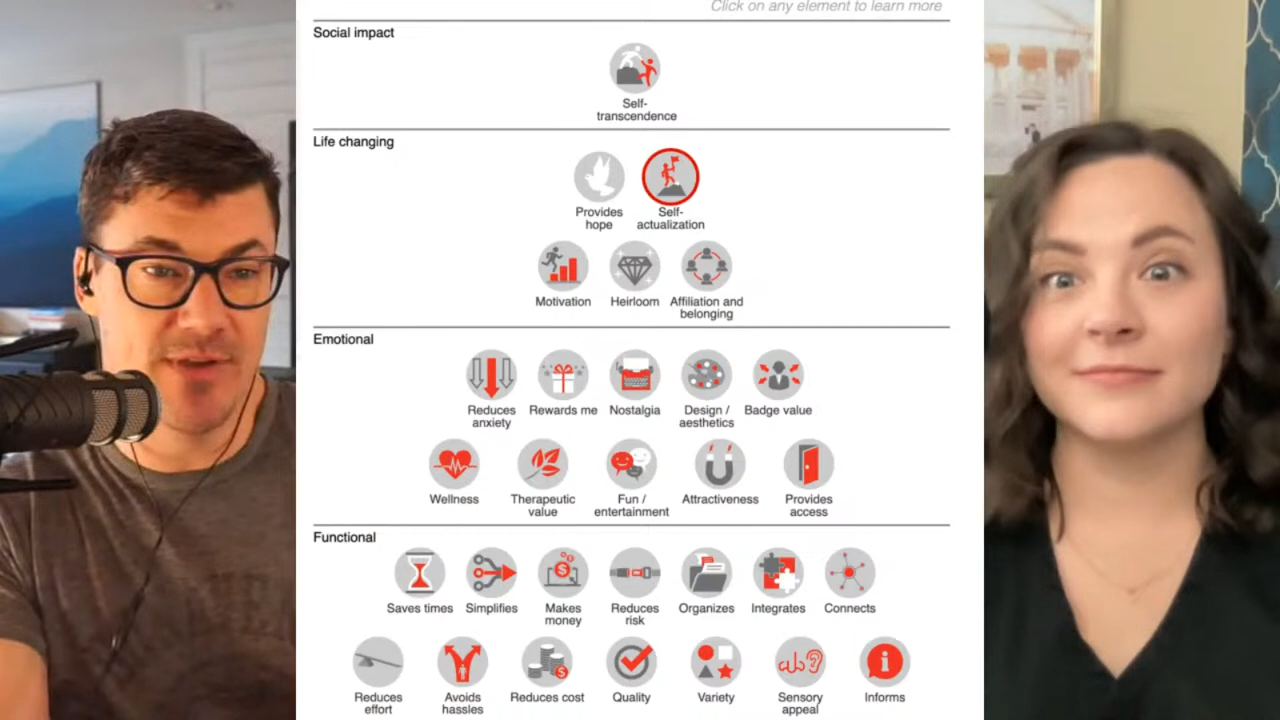 Click on any element to learn more
Social impact
Self-
transcendence
Life changing
Provides
hope
Self-
actualization
Motivation
Heirloom
Affiliation and
belonging
Emotional
Reduces
anxiety
Rewards me
Nostalgia
Design /
aesthetics
Badge value
Wellness
Therapeutic
value
Fun /
entertainment
Attractiveness
Provides
access
Functional
Saves times
Simplifies
Makes
money
Reduces
risk
Organizes
Integrates
Connects
Reduces
effort
Avoids
hassles
Reduces cost
Quality
Variety
Sensory
appeal
Informs